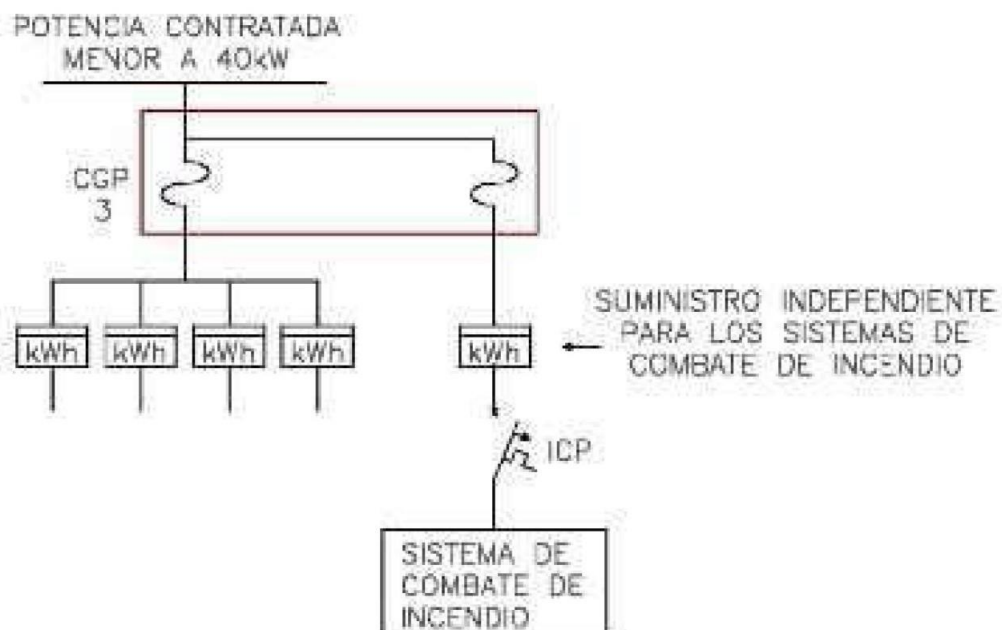 POTENCIA CONTRATADA
MENOR A 40kW
CGP
3
kWh
kWh
kWh
kWh
kWh
SUMINISTRO INDEPENDIENTE
PARA LOS SISTEMAS DE
COMBATE DE INCENDIO
ICP
SISTEMA DE
COMBATE DE
INCENDIO